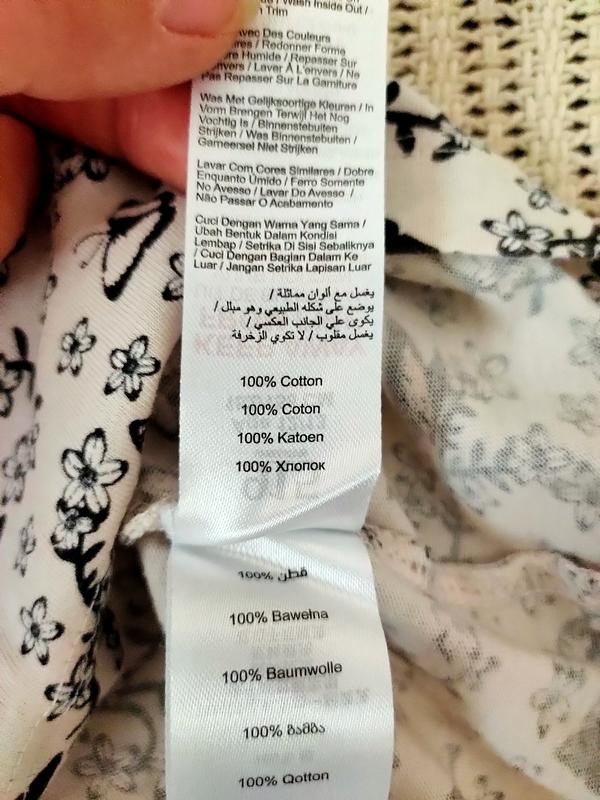 Wash Inside Out /
Trim
Avec Des Couleurs
Redonner Forme
Humide / Repasser Sur
/ Laver À L'envers / Ne
Pas Repasser Sur La Garniture
Was Met Gelijksoortige Kleuren / In
Vorm Brengen Terwijl Het Nog
Vochtig Is / Binnenstebuiten
Strijken / Was Binnenstebuiten /
Garneersel Niet Strijken
Lavar Com Cores Similares / Dobre
Enquanto Úmido / Ferro Somente
No Avesso / Lavar Do Avesso /
Não Passar O Acabamento
Cuci Dengan Warna Yang Sama /
Ubah Bentuk Dalam Kondisi
Lembap / Setrika Di Sisi Sebaliknya
/ Cuci Dengan Bagian Dalam Ke
Luar / Jangan Setrika Lapisan Luar
يغسل مع ألوان مماثلة /
يوضع على شكله الطبيعي وهو مبلل /
يكوى علي الجانب العكسي /
يغسل مقلوب / لا تكوي الزخرفة
100% Cotton
100% Coton
100% Katoen
100% Хлопок
100% قطن
100% Bawełna
100% Baumwolle
100% ბამბა
100% Qotton